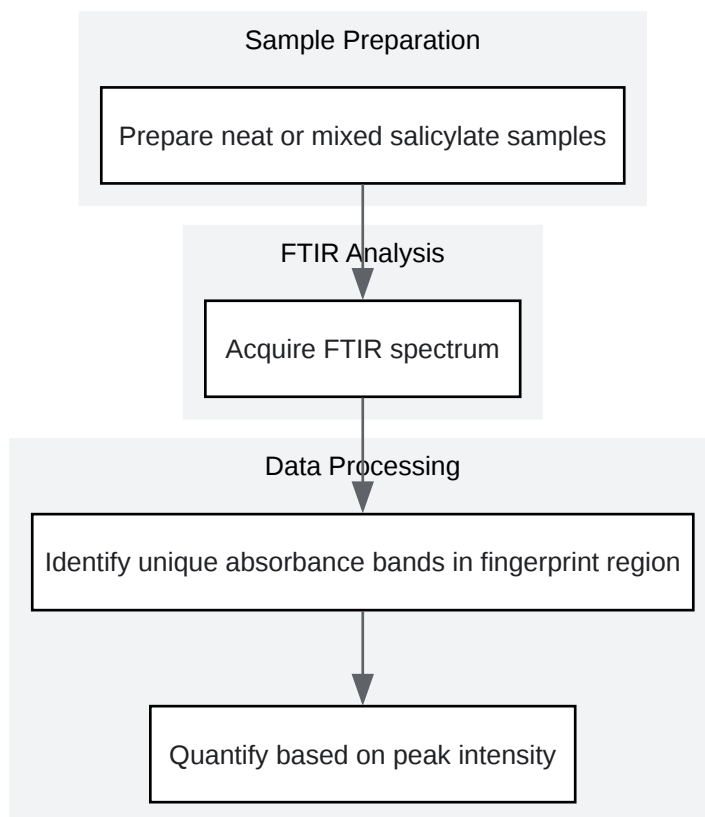 Sample Preparation
Prepare neat or mixed salicylate samples
FTIR Analysis
Acquire FTIR spectrum
Data Processing
Identify unique absorbance bands in fingerprint region
Quantify based on peak intensity